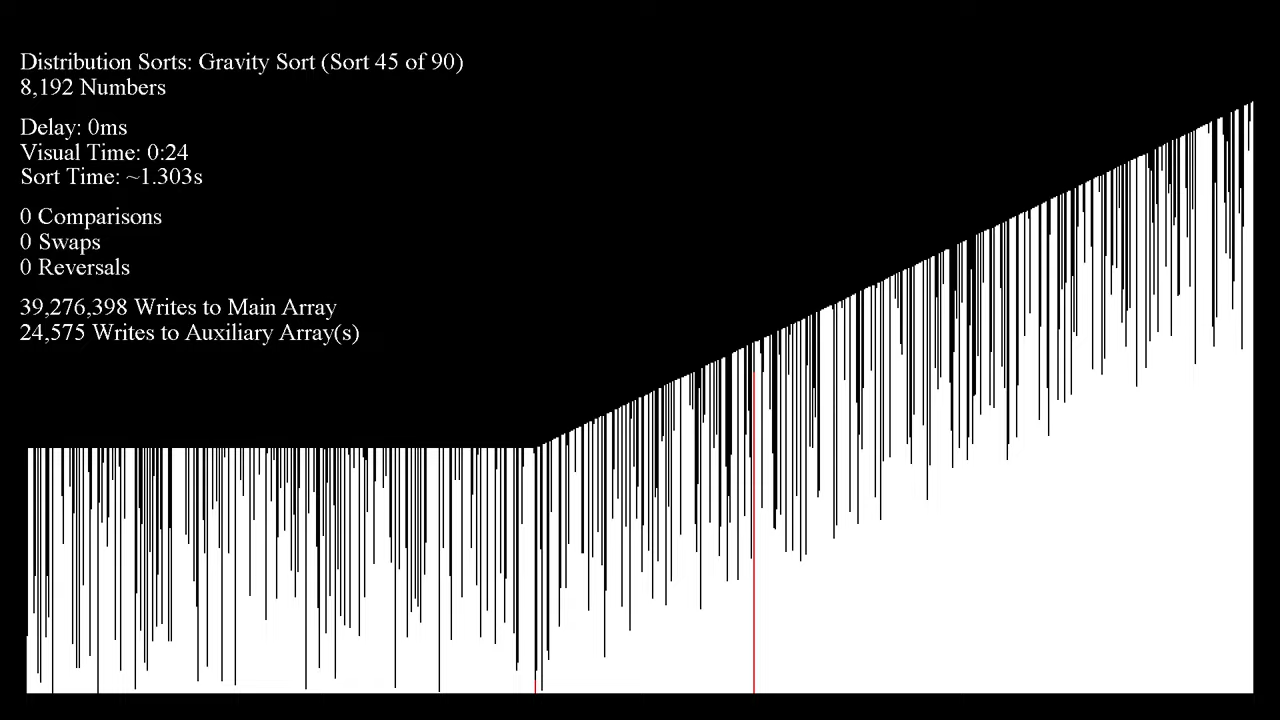 Distribution Sorts: Gravity Sort (Sort 45 of 90)
8,192 Numbers
Delay: 0ms
Visual Time: 0:24
Sort Time: ~1.303s
0 Comparisons
0 Swaps
0 Reversals
39,276,398 Writes to Main Array
24,575 Writes to Auxiliary Array(s)